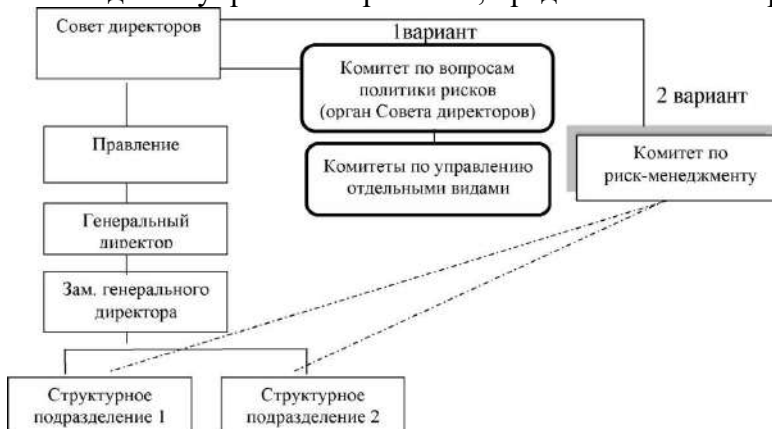 Совет директоров
1вариант
Комитет по вопросам
политики рисков
(орган Совета директоров)
2 вариант
Правление
Комитеты по управлению
отдельными видами
Комитет по
риск-менеджменту
Генеральный
директор
Зам. генерального
директора
Структурное
подразделение 1
Структурное
подразделение 2